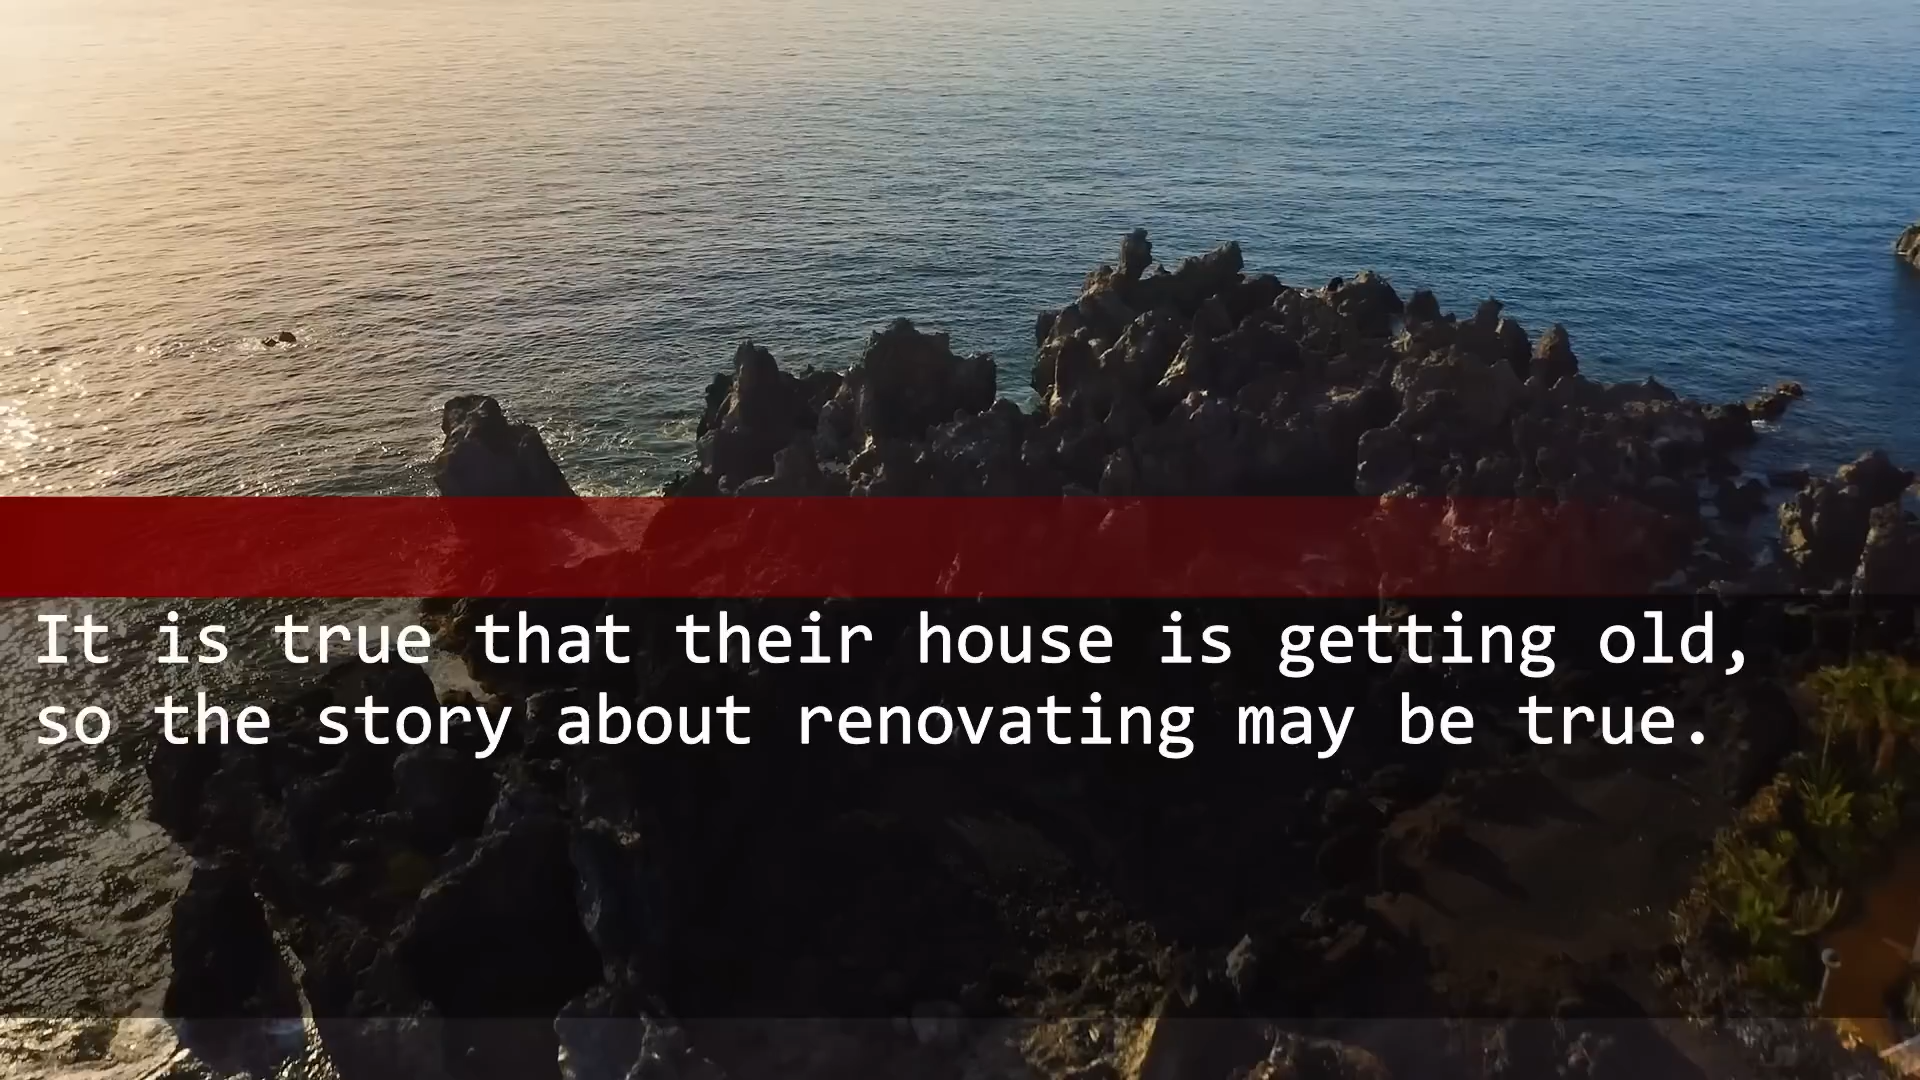 It is true that their house is getting old,
so the story about renovating may be true.